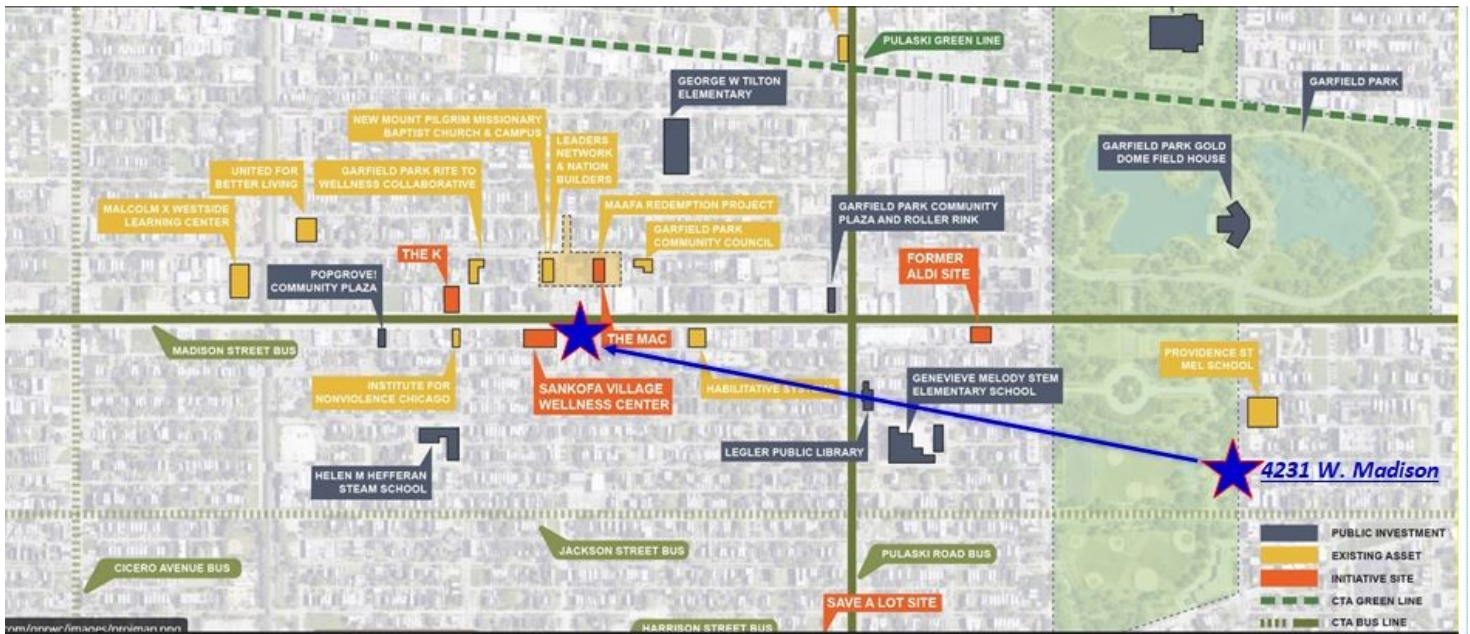 PULASKI GREEN LINE
GEORGE W TILTON
ELEMENTARY
GARFIELD PARK
NEW MOUNT PILGRIM MISSIONARY
BAPTIST CHURCH & CAMPUS
LEADERS
NETWORK
& NATION
BUILDERS
GARFIELD PARK GOLD
DOME FIELD HOUSE
UNITED FOR
BETTER LIVING
GARFIELD PARK RITE TO
WELLNESS COLLABORATIVE
MALCOLM X WESTSIDE
LEARNING CENTER
MAAFA REDEMPTION PROJECT
GARFIELD PARK COMMUNITY
PLAZA AND ROLLER RINK
GARFIELD PARK
COMMUNITY COUNCIL
THE K
FORMER
ALDI SITE
POPGROVE!
COMMUNITY PLAZA
MADISON STREET BUS
THE MAC
PROVIDENCE ST
MEL SCHOOL
INSTITUTE FOR
NONVIOLENCE CHICAGO
SANKOFA VILLAGE
WELLNESS CENTER
HABILITATIVE SYSTEMS
GENEVIEVE MELODY STEM
ELEMENTARY SCHOOL
LEGLER PUBLIC LIBRARY
HELEN M HEFFERAN
STEAM SCHOOL
4231 W. Madison
JACKSON STREET BUS
PULASKI ROAD BUS
CICERO AVENUE BUS
PUBLIC INVESTMENT
EXISTING ASSET
INITIATIVE SITE
CTA GREEN LINE
CTA BUS LINE
SAVE A LOT SITE
HARRISON STREET BUS